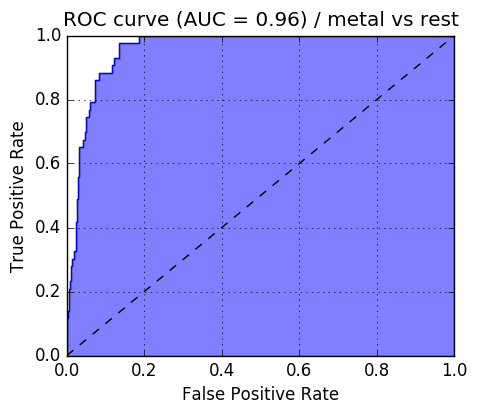 ROC curve (AUC = 0.96) / metal vs rest
1.0
0.8
0.6
0.4
0.2
0.0
True Positive Rate
0.0 0.2 0.4 0.6 0.8 1.0
False Positive Rate